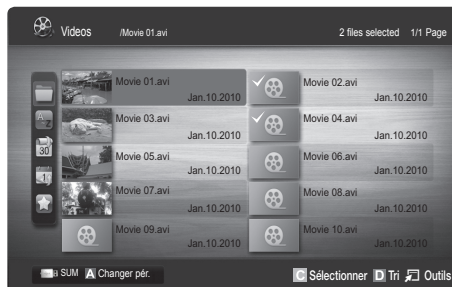 Videos /Movie 01.avi 2 files selected 1/1 Page
Movie 01.avi Movie 02.avi
Jan.10.2010 Jan.10.2010
Movie 03.avi Movie 04.avi
Jan.10.2010 Jan.10.2010
Movie 05.avi Movie 06.avi
Jan.10.2010 Jan.10.2010
Movie 07.avi Movie 08.avi
Jan.10.2010 Jan.10.2010
Movie 09.avi Movie 10.avi
Jan.10.2010 Jan.10.2010
SUM A Changer pér. C Sélectionner D Tri Outils